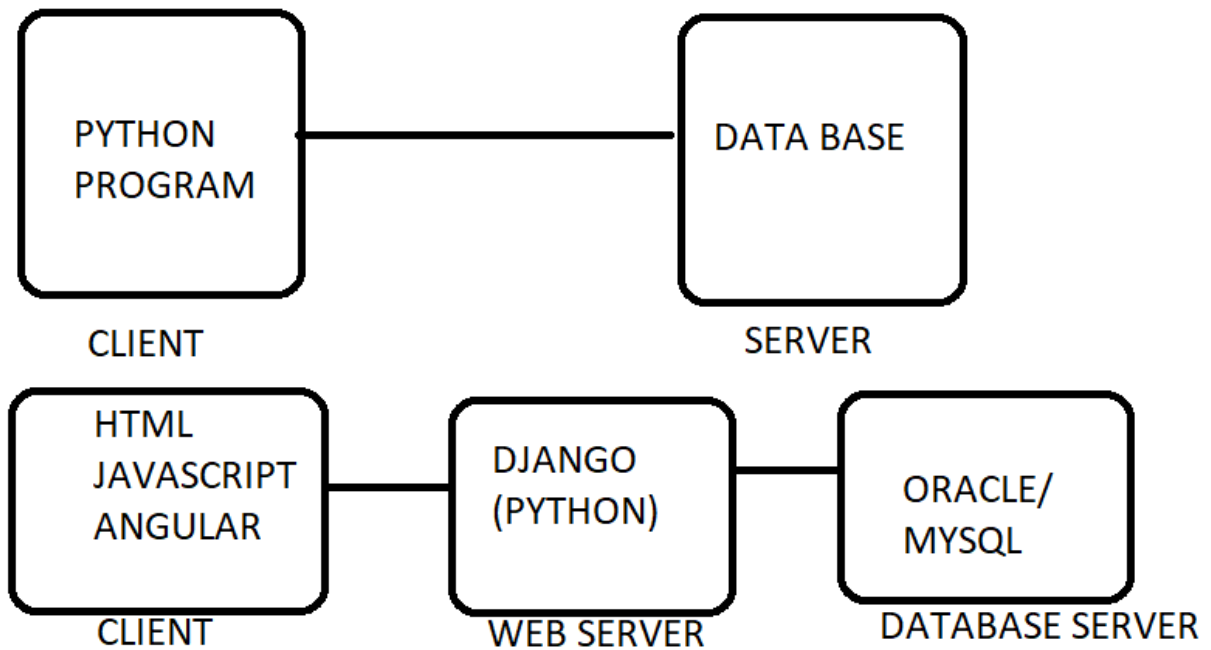 PYTHON
PROGRAM
DATA BASE
CLIENT
SERVER
HTML
JAVASCRIPT
ANGULAR
DJANGO
(PYTHON)
ORACLE/
MYSQL
CLIENT
WEB SERVER
DATABASE SERVER